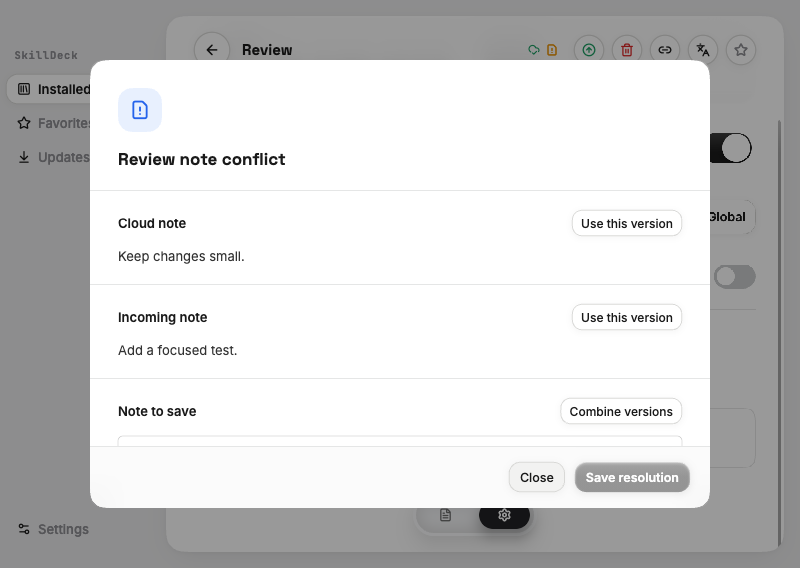 SkillDeck
Review
Installed
Favorites
Updates
Global
Review note conflict
Cloud note
Use this version
Keep changes small.
Incoming note
Use this version
Add a focused test.
Note to save
Combine versions
Close
Save resolution
Settings